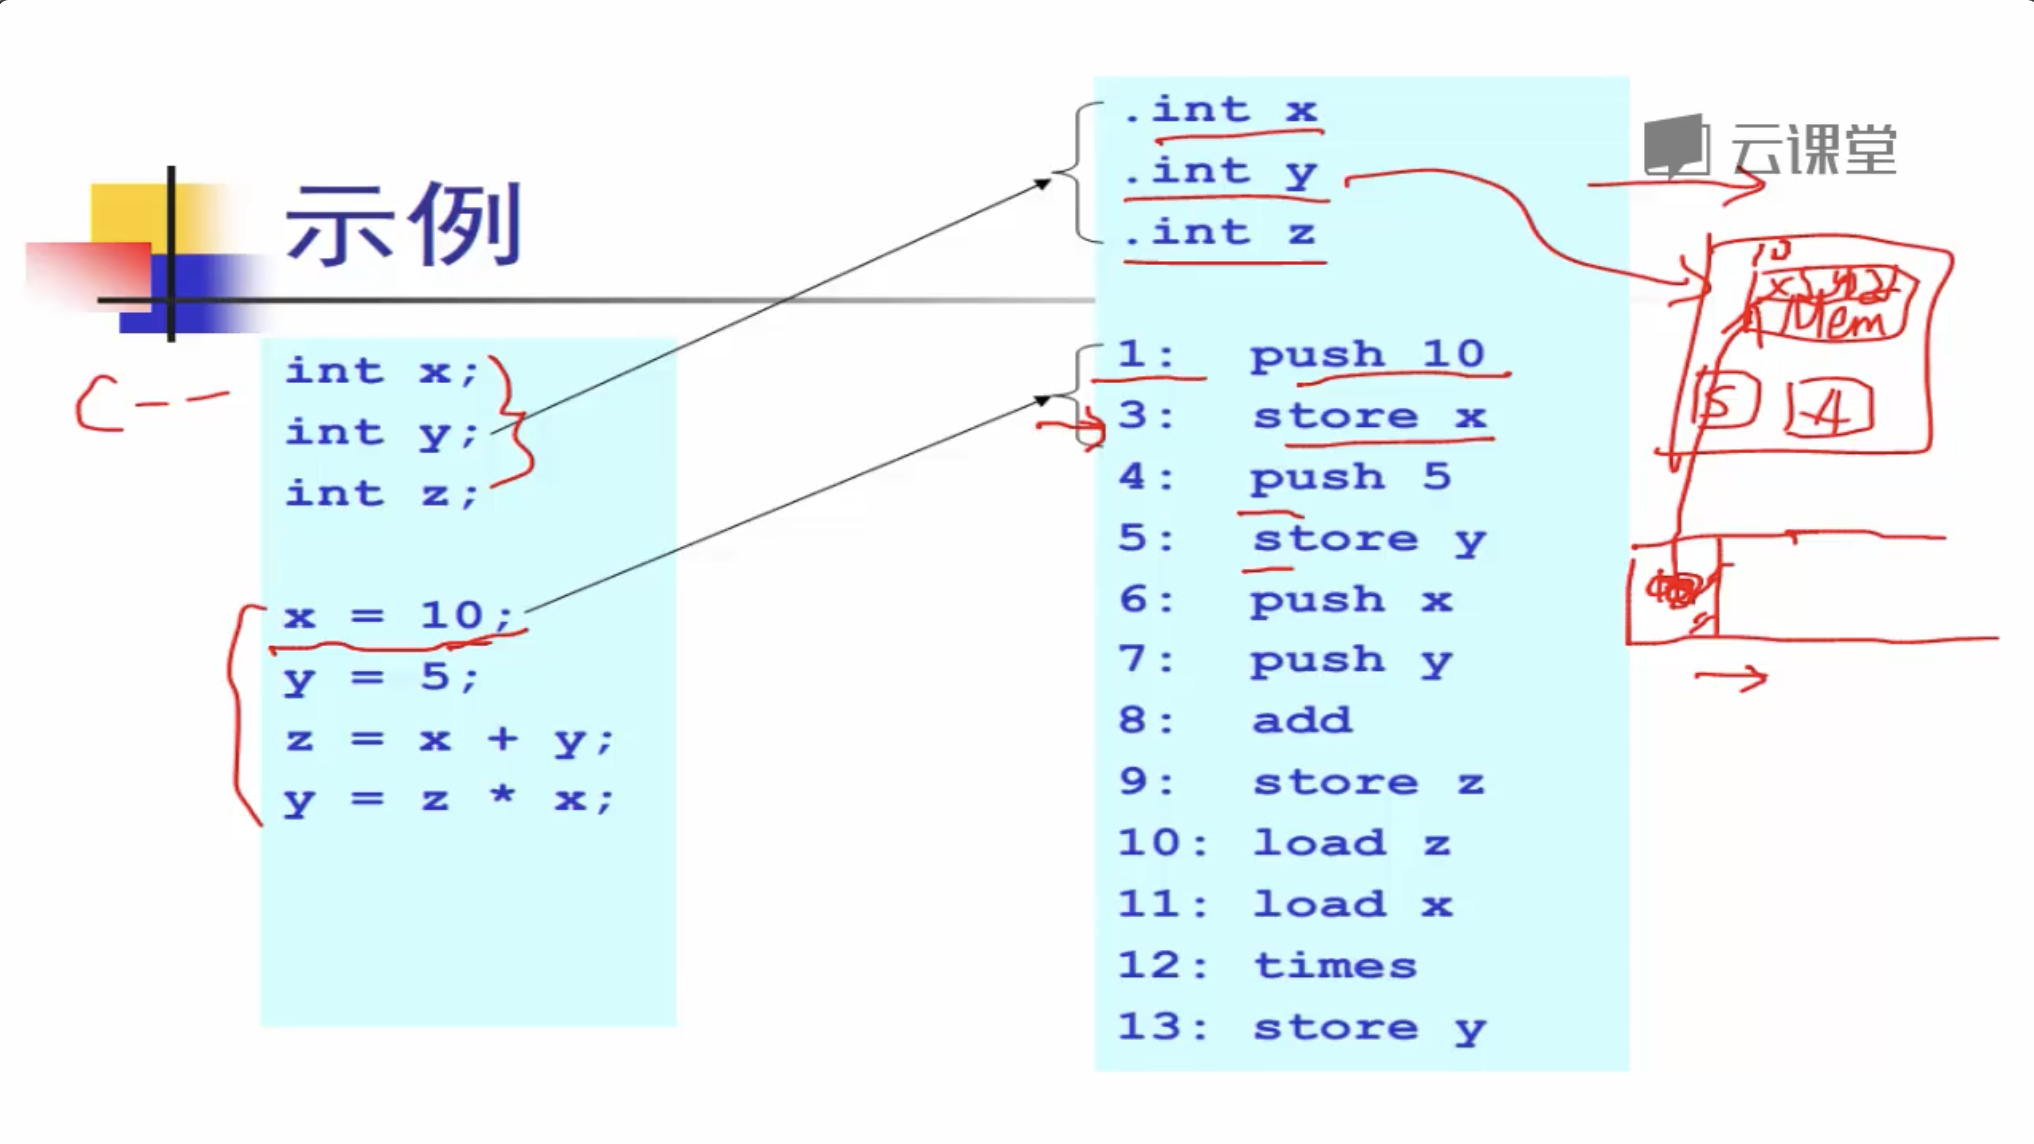 示例
云课堂
C--
int x;
int y;
int z;
x = 10;
y = 5;
z = x + y;
y = z * x;
.int x
.int y
.int z
1: push 10
3: store x
4: push 5
5: store y
6: push x
7: push y
8: add
9: store z
10: load z
11: load x
12: times
13: store y
10
x y z
Mem
S
A